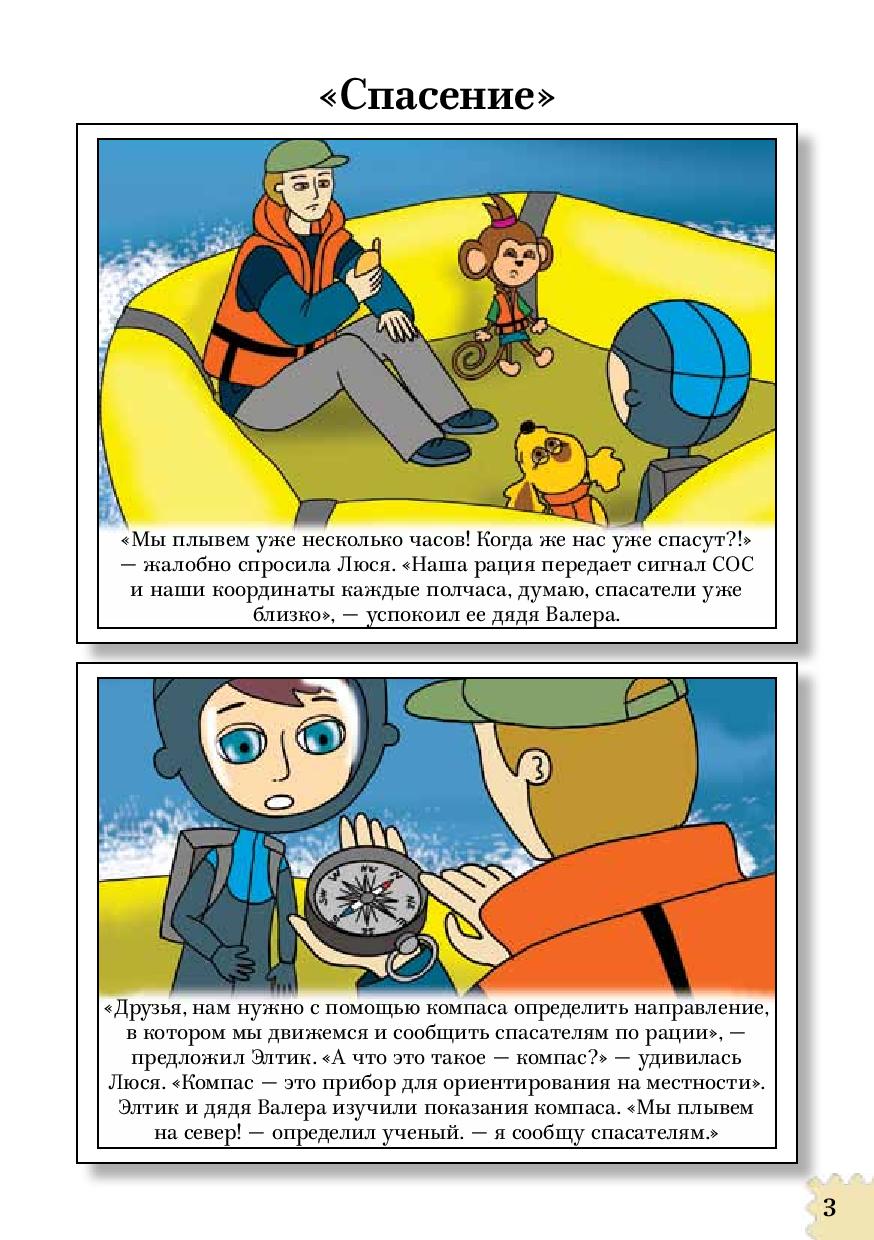 «Спасение»
«Мы плывем уже несколько часов! Когда же нас уже спасут?!»
— жалобно спросила Люся. «Наша рация передает сигнал СОС
и наши координаты каждые полчаса, думаю, спасатели уже
близко», — успокоил ее дядя Валера.
«Друзья, нам нужно с помощью компаса определить направление,
в котором мы движемся и сообщить спасателям по рации», —
предложил Элтик. «А что это такое — компас?» — удивилась
Люся. «Компас — это прибор для ориентирования на местности».
Элтик и дядя Валера изучили показания компаса. «Мы плывем
на север! — определил ученый. — я сообщу спасателям.»
3